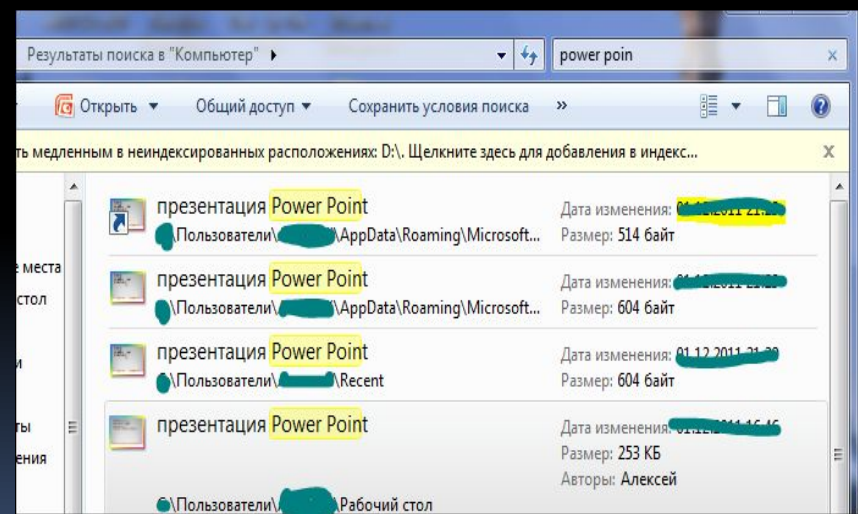 Результаты поиска в "Компьютер"
power poin
Открыть Общий доступ Сохранить условия поиска »
ть медленным в неиндексированных расположениях: D:\. Щелкните здесь для добавления в индекс... X
презентация Power Point Дата изменения:
\Пользователи\ \AppData\Roaming\Microsoft... Размер: 514 байт
е места
презентация Power Point Дата изменения:
стол
\Пользователи\ \AppData\Roaming\Microsoft... Размер: 604 байт
презентация Power Point Дата изменения: 01.12.2011
и
\Пользователи\ \Recent Размер: 604 байт
презентация Power Point Дата изменения:
ты
Размер: 253 КБ
ения
Авторы: Алексей
\Пользователи\ \Рабочий стол